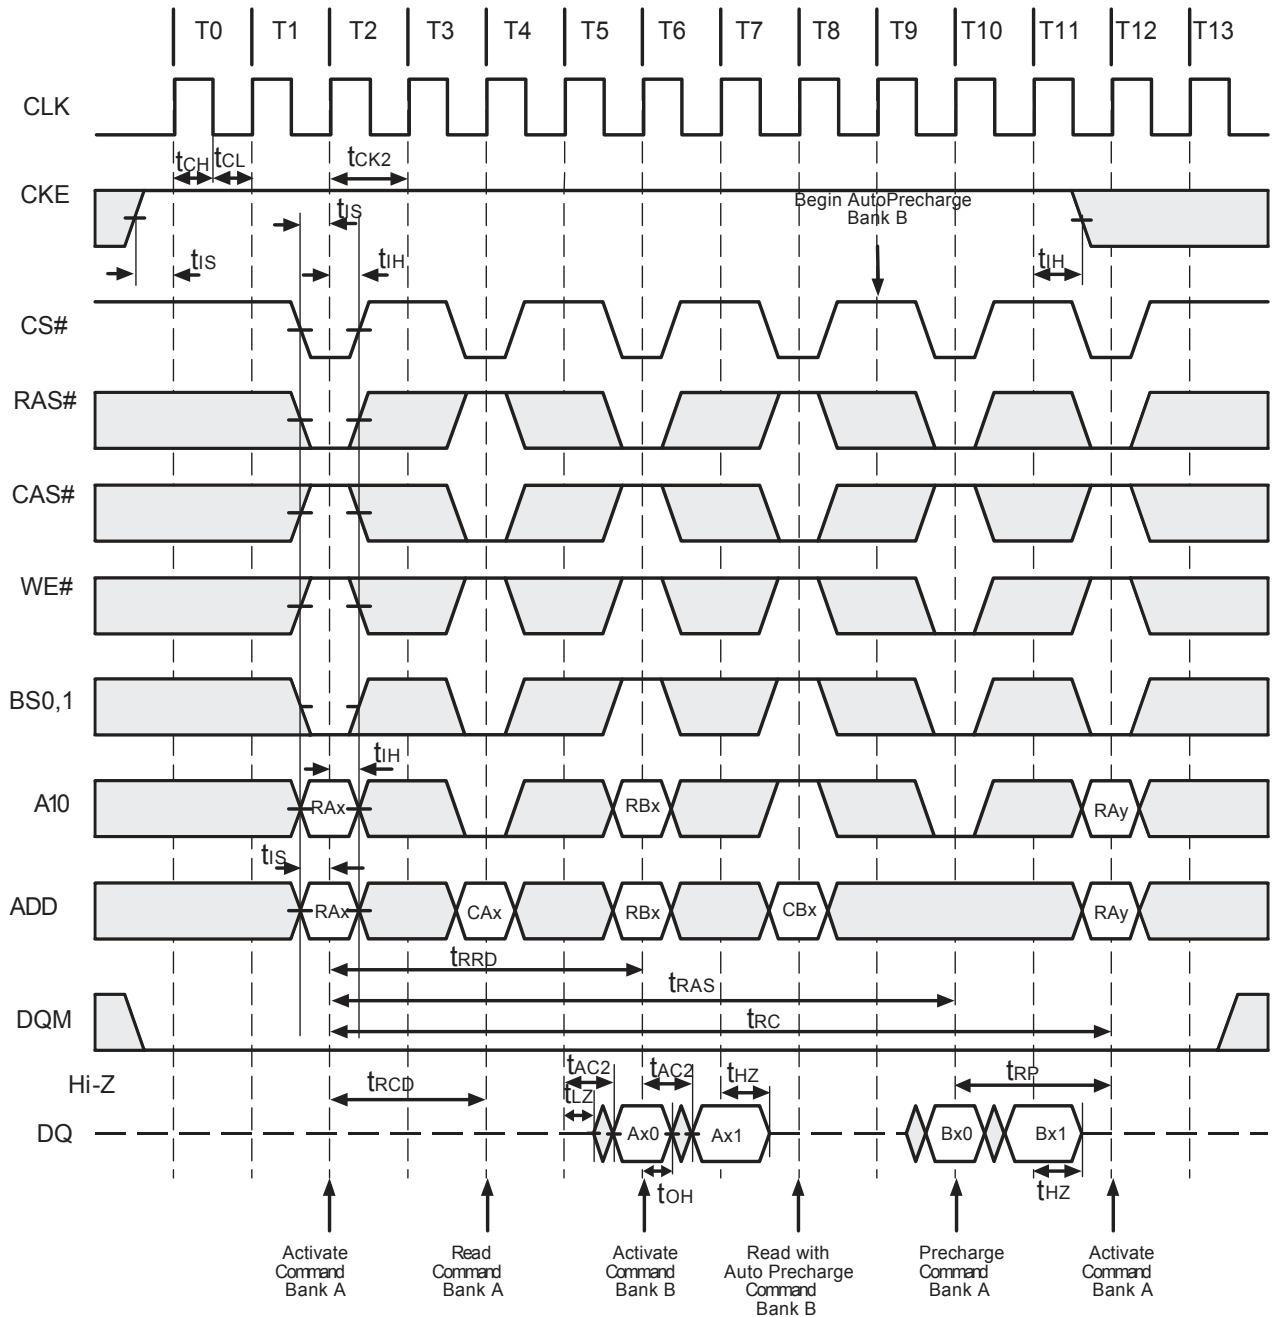 T0 T1 T2 T3 T4 T5 T6 T7 T8 T9 T10 T11 T12 T13
CLK
tCH tCL tCK2
CKE
Begin AutoPrecharge
Bank B
tIS
tIS tIH tIH
CS#
RAS#
CAS#
WE#
BS0,1
tIH
A10 RAx RBx RAy
tIS
ADD RAx CAx RBx CBx RAy
tRRD
tRAS
DQM tRC
Hi-Z tRCD tAC2 tAC2 tHZ tRP
tLZ
DQ Ax0 Ax1 Bx0 Bx1
tOH tHZ
Activate
Command
Bank A
Read
Command
Bank A
Activate
Command
Bank B
Read with
Auto Precharge
Command
Bank B
Precharge
Command
Bank A
Activate
Command
Bank A